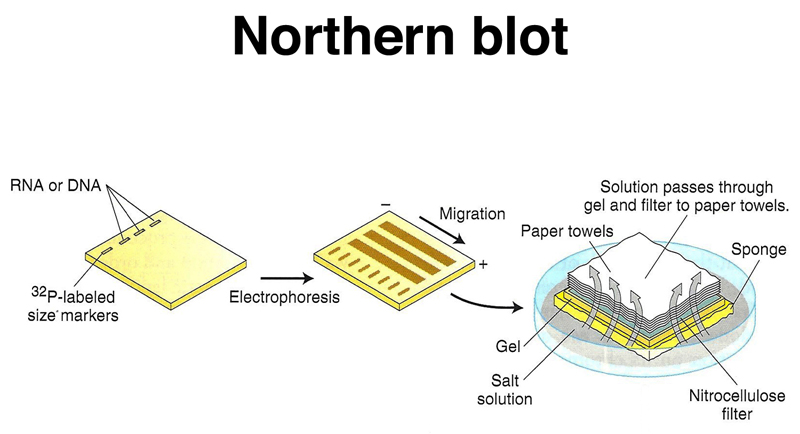 Northern blot
RNA or DNA
32P-labeled
size markers
Electrophoresis
−
Migration
+
Solution passes through
gel and filter to paper towels.
Paper towels
Sponge
Gel
Salt
solution
Nitrocellulose
filter